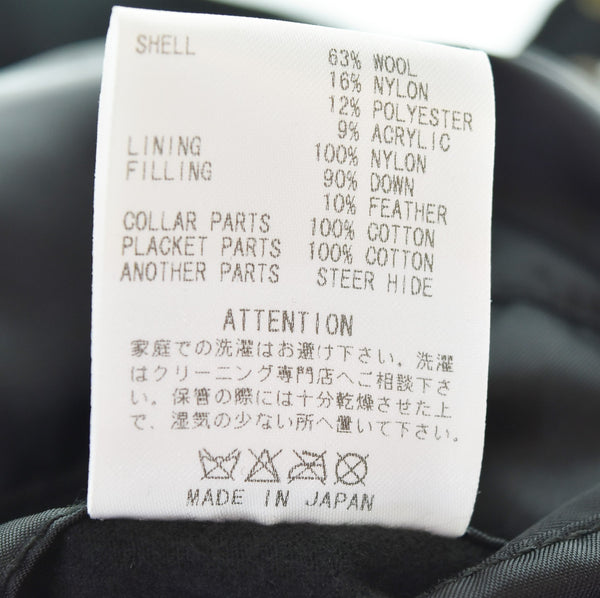 SHELL 63% WOOL
16% NYLON
12% POLYESTER
9% ACRYLIC
LINING 100% NYLON
FILLING 90% DOWN
10% FEATHER
COLLAR PARTS 100% COTTON
PLACKET PARTS 100% COTTON
ANOTHER PARTS STEER HIDE
ATTENTION
家庭での洗濯はお避け下さい。洗濯
はクリーニング専門店へご相談下さ
い。保管の際には十分乾燥させた上
で、湿気の少ない所へ置いて下さい。
MADE IN JAPAN